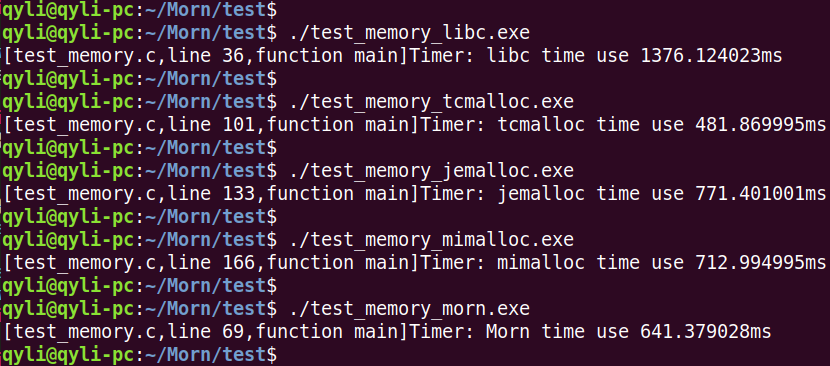 qyli@qyli-pc:~/Morn/test$
qyli@qyli-pc:~/Morn/test$ ./test_memory_libc.exe
[test_memory.c,line 36,function main]Timer: libc time use 1376.124023ms
qyli@qyli-pc:~/Morn/test$
qyli@qyli-pc:~/Morn/test$ ./test_memory_tcmalloc.exe
[test_memory.c,line 101,function main]Timer: tcmalloc time use 481.869995ms
qyli@qyli-pc:~/Morn/test$
qyli@qyli-pc:~/Morn/test$ ./test_memory_jemalloc.exe
[test_memory.c,line 133,function main]Timer: jemalloc time use 771.401001ms
qyli@qyli-pc:~/Morn/test$
qyli@qyli-pc:~/Morn/test$ ./test_memory_mimalloc.exe
[test_memory.c,line 166,function main]Timer: mimalloc time use 712.994995ms
qyli@qyli-pc:~/Morn/test$
qyli@qyli-pc:~/Morn/test$ ./test_memory_morn.exe
[test_memory.c,line 69,function main]Timer: Morn time use 641.379028ms
qyli@qyli-pc:~/Morn/test$